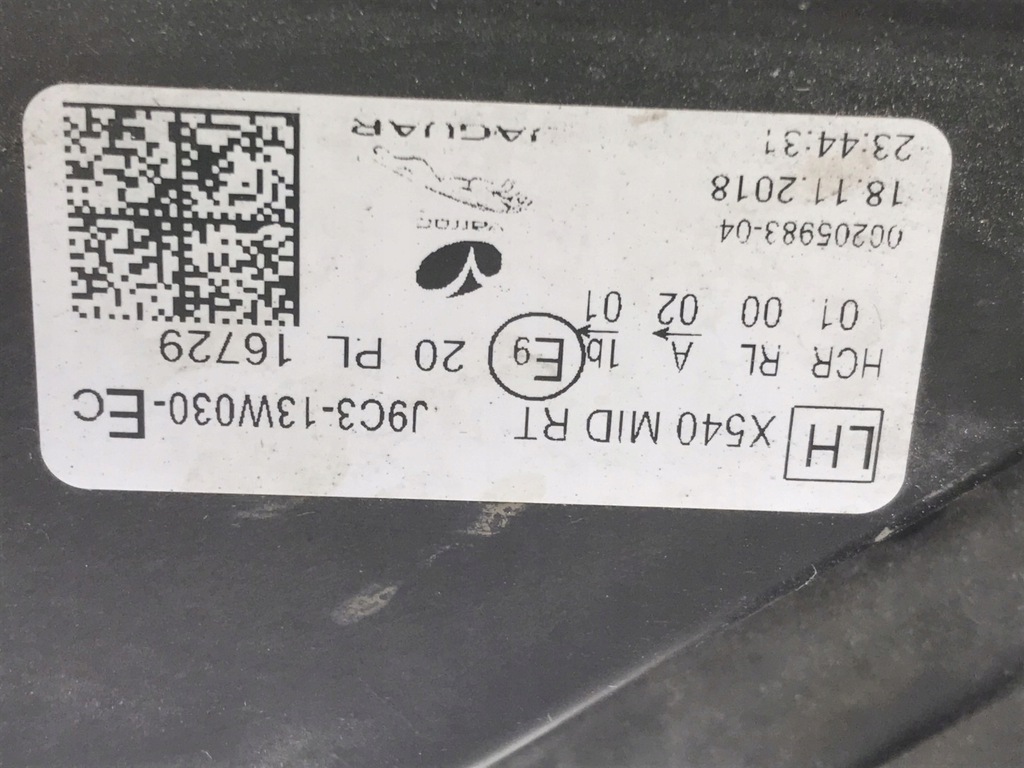 LH X540 MID RT J9C3-13W030-EC
HCR RL A 1b E9 20 PL 16729
01 00 02 01
00205983-04
varroc
18.11.2018
23:44:31
JAGUAR